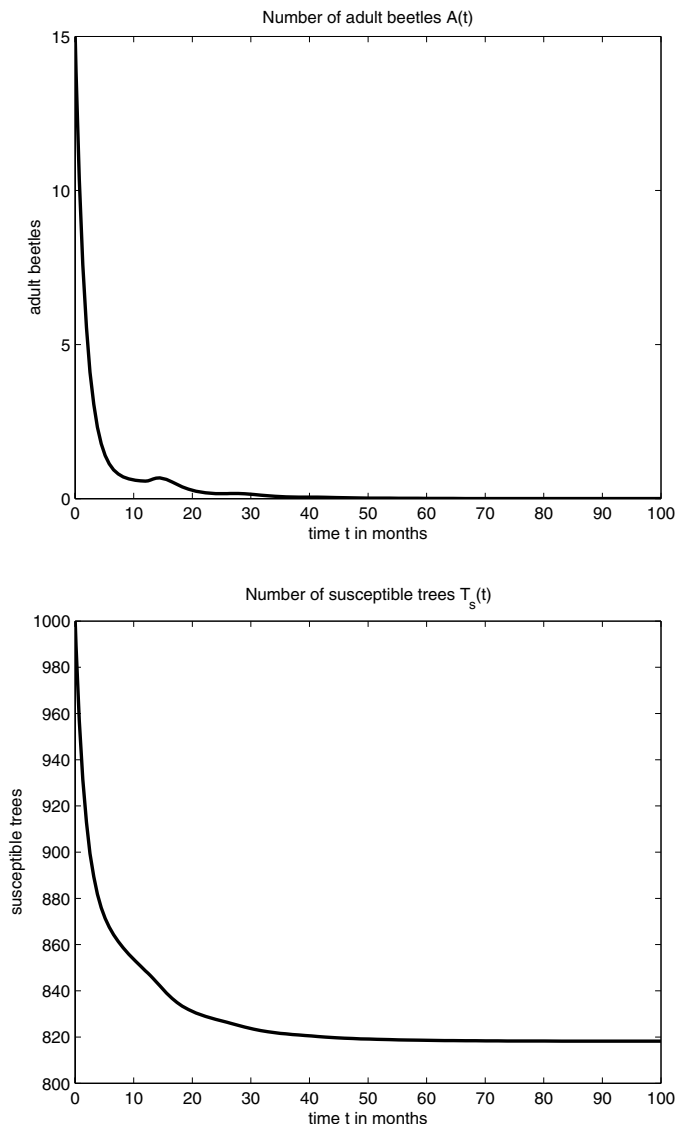 Number of adult beetles A(t)
15
10
5
0
adult beetles
0 10 20 30 40 50 60 70 80 90 100
time t in months
Number of susceptible trees T_s(t)
1000
980
960
940
920
900
880
860
840
820
800
susceptible trees
0 10 20 30 40 50 60 70 80 90 100
time t in months